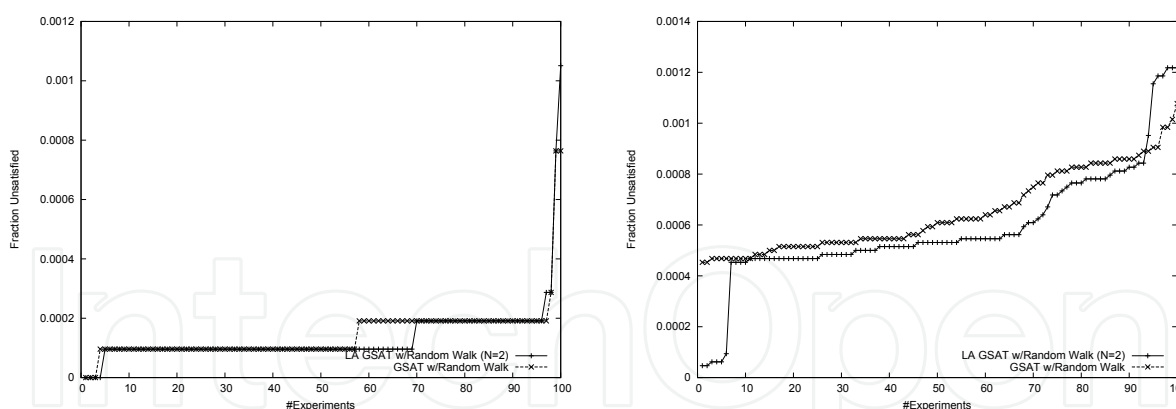 0.0012
0.001
0.0008
0.0006
0.0004
0.0002
0
Fraction Unsatisfied
0 10 20 30 40 50 60 70 80 90 100
#Experiments
LA GSAT w/Random Walk (N=2)
GSAT w/Random Walk
0.0014
0.0012
0.001
0.0008
0.0006
0.0004
0.0002
0
Fraction Unsatisfied
0 10 20 30 40 50 60 70 80 90
#Experiments
LA GSAT w/Random Walk (N=2)
GSAT w/Random Walk
IntechOpen